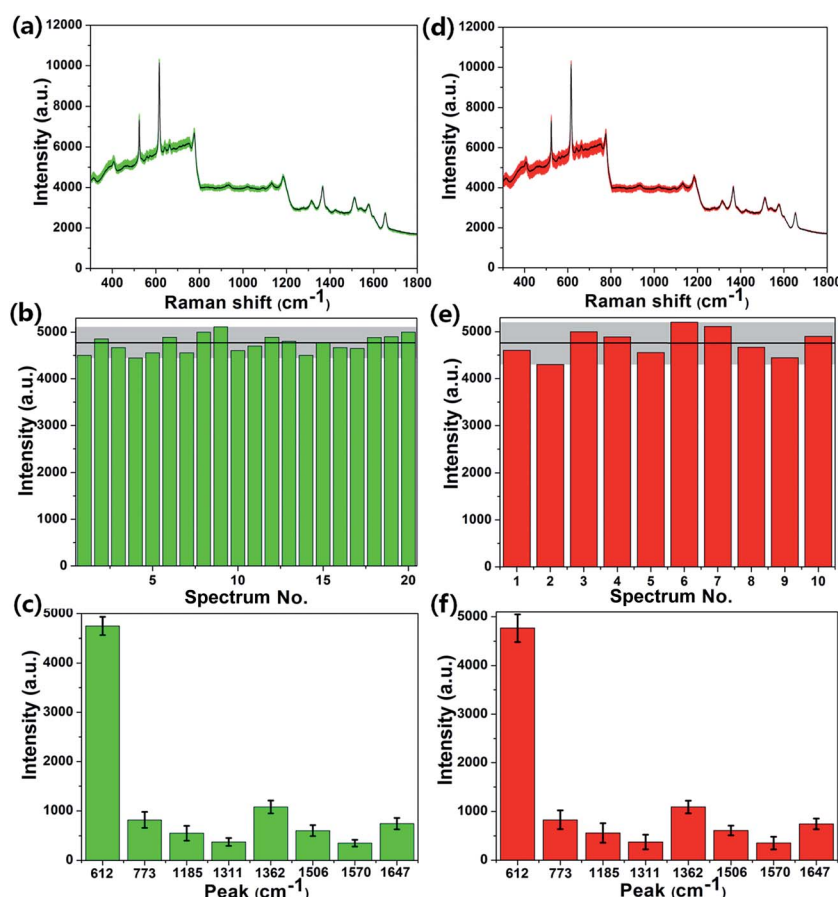 (a)
12000
10000
8000
6000
4000
2000
0
Intensity (a.u.)
400 600 800 1000 1200 1400 1600 1800
Raman shift (cm-1)
(d)
12000
10000
8000
6000
4000
2000
0
Intensity (a.u.)
400 600 800 1000 1200 1400 1600 1800
Raman shift (cm-1)
(b)
5000
4000
3000
2000
1000
0
Intensity (a.u.)
5 10 15 20
Spectrum No.
(e)
5000
4000
3000
2000
1000
0
Intensity (a.u.)
1 2 3 4 5 6 7 8 9 10
Spectrum No.
(c)
5000
4000
3000
2000
1000
0
Intensity (a.u.)
612 773 1185 1311 1362 1506 1570 1647
Peak (cm-1)
(f)
5000
4000
3000
2000
1000
0
Intensity (a.u.)
612 773 1185 1311 1362 1506 1570 1647
Peak (cm-1)